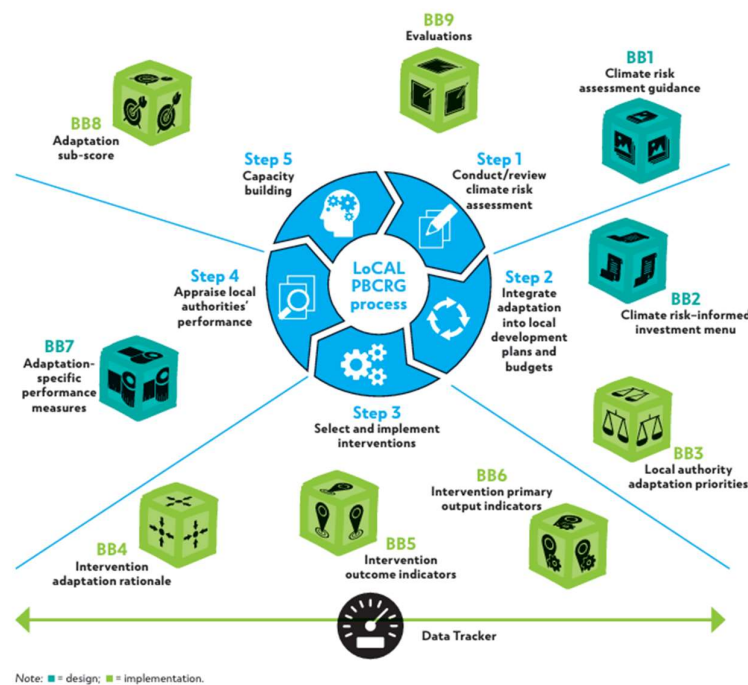 BB9
Evaluations
BB1
Climate risk
assessment guidance
BB8
Adaptation
sub-score
Step 5
Capacity
building
Step 1
Conduct/review
climate risk
assessment
LoCAL
PBCRG
process
Step 4
Appraise local
authorities'
performance
Step 2
Integrate
adaptation
into local
development
plans and
budgets
BB2
Climate risk–informed
investment menu
BB7
Adaptation-
specific
performance
measures
Step 3
Select and implement
interventions
BB3
Local authority
adaptation priorities
BB6
Intervention primary
output indicators
BB4
Intervention
adaptation rationale
BB5
Intervention
outcome indicators
Data Tracker
Note: = design; = implementation.